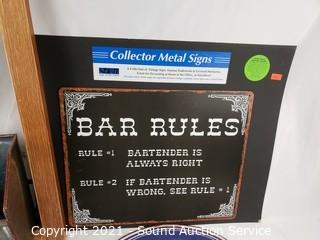 Collector Metal Signs
BAR RULES
RULE #1 BARTENDER IS
ALWAYS RIGHT
RULE #2 IF BARTENDER IS
WRONG, SEE RULE #1
Copyright 2021 - Sound Auction Service